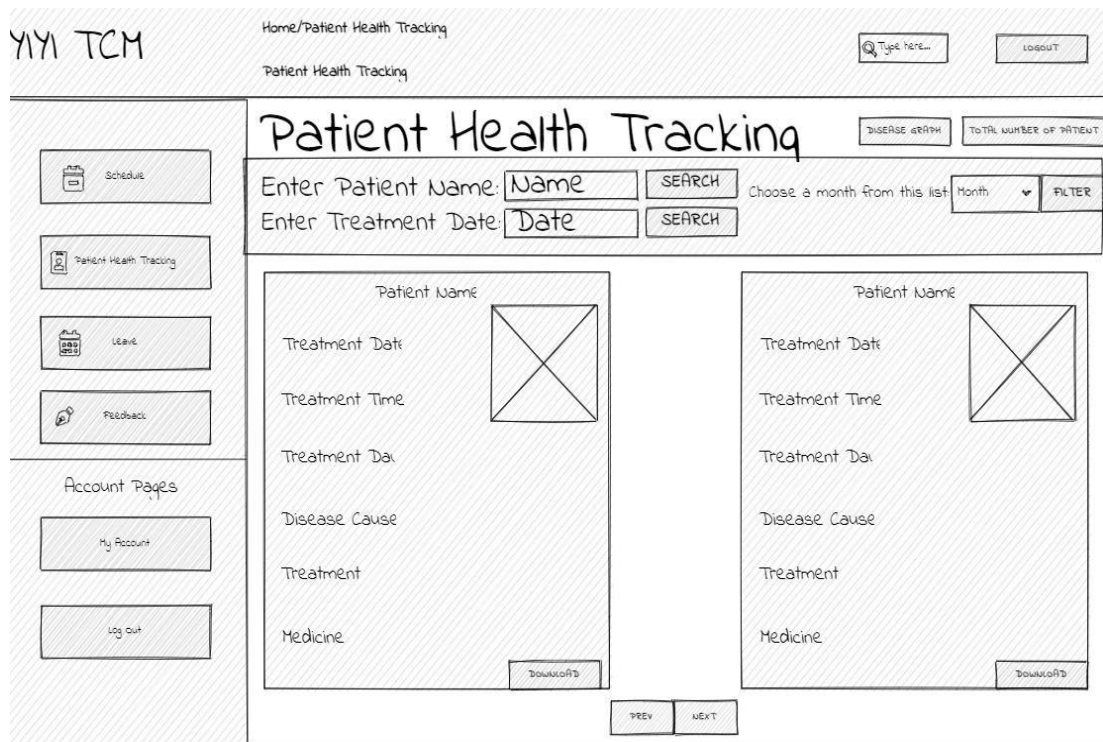 YIYI TCM
Home/Patient Health Tracking
Patient Health Tracking
Type here...
LOGOUT
Schedule
Patient Health Tracking
Leave
Feedback
Account Pages
My Account
Log Out
Patient Health Tracking
DISEASE GRAPH
TOTAL NUMBER OF PATIENT
Enter Patient Name: Name SEARCH
Choose a month from this list Month FILTER
Enter Treatment Date: Date SEARCH
Patient Name
Treatment Date
Treatment Time
Treatment Da
Disease Cause
Treatment
Medicine
DOWNLOAD
Patient Name
Treatment Date
Treatment Time
Treatment Da
Disease Cause
Treatment
Medicine
DOWNLOAD
PREV
NEXT